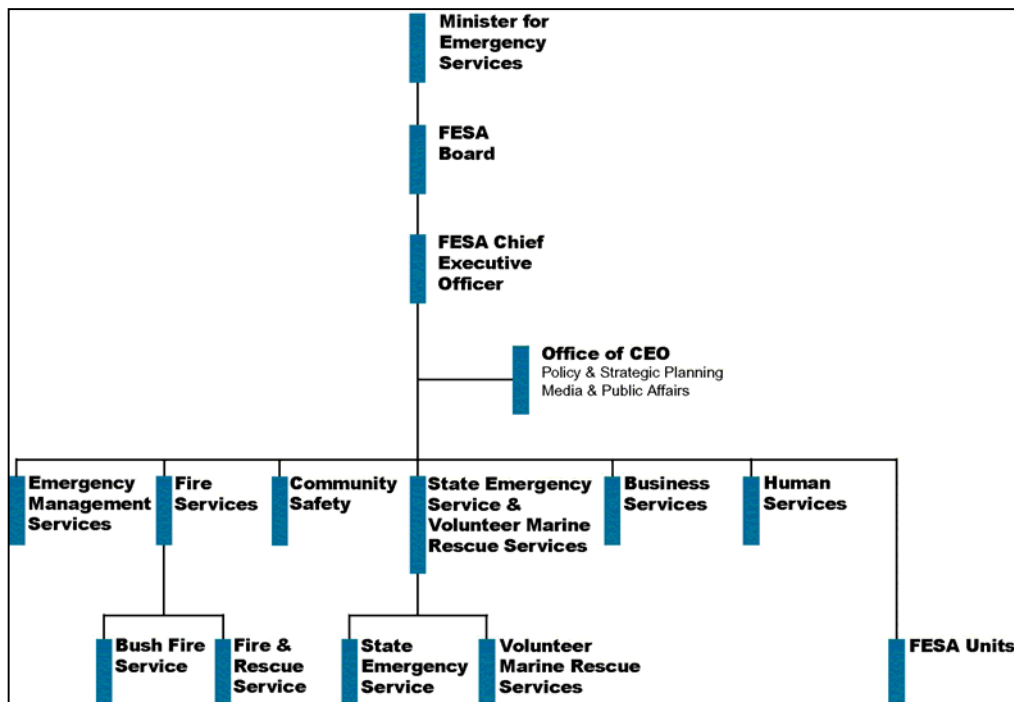 Minister for
Emergency
Services
FESA
Board
FESA Chief
Executive
Officer
Office of CEO
Policy & Strategic Planning
Media & Public Affairs
Emergency
Management
Services
Fire
Services
Community
Safety
State Emergency
Service &
Volunteer Marine
Rescue Services
Business
Services
Human
Services
Bush Fire
Service
Fire &
Rescue
Service
State
Emergency
Service
Volunteer
Marine Rescue
Services
FESA Units